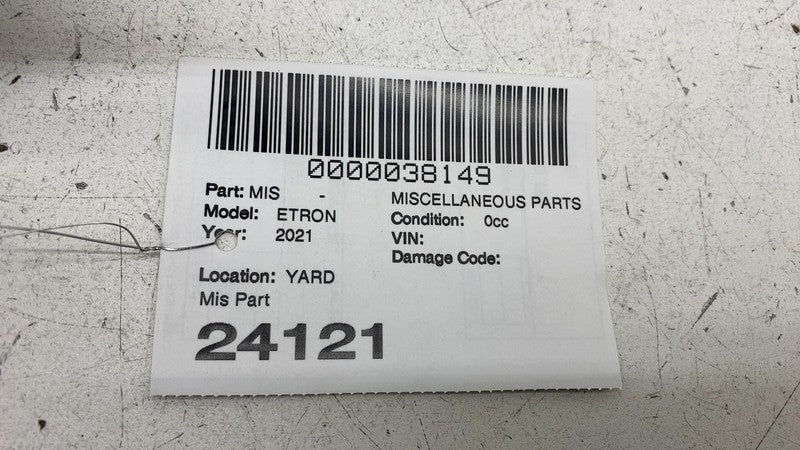 0000038149
Part: MIS - MISCELLANEOUS PARTS
Model: ETRON Condition: 0cc
Year: 2021 VIN:
Damage Code:
Location: YARD
Mis Part
24121